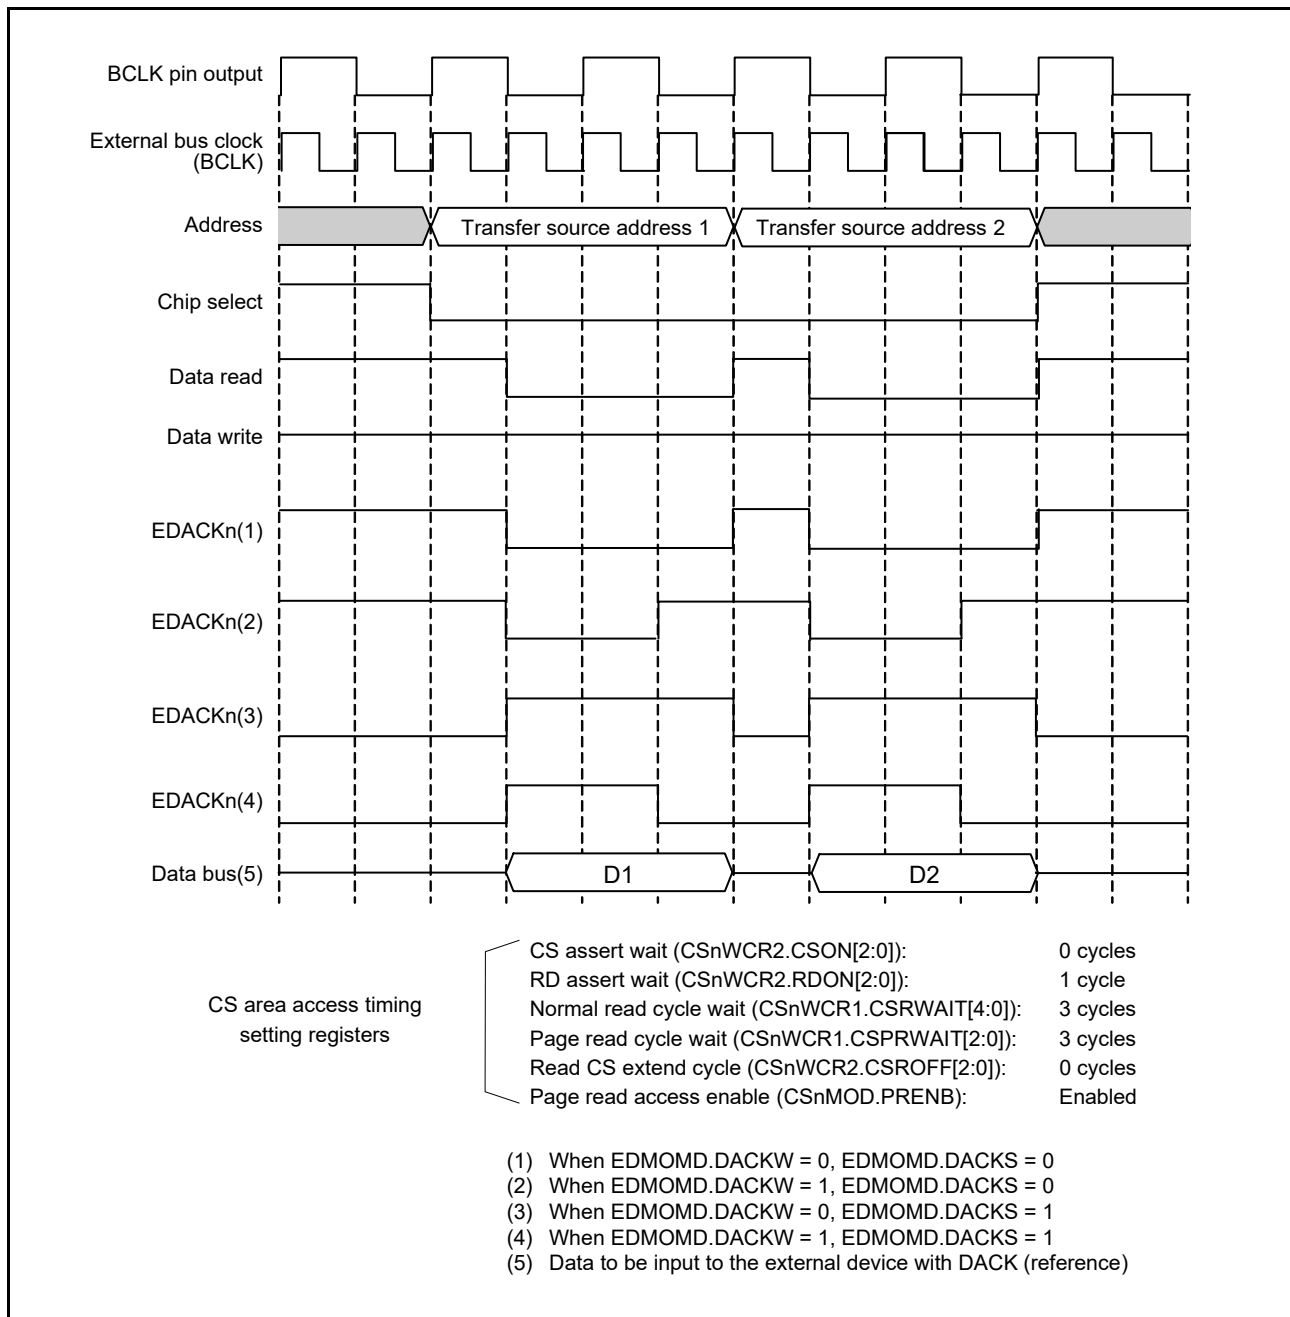 BCLK pin output
External bus clock
(BCLK)
Address
Transfer source address 1
Transfer source address 2
Chip select
Data read
Data write
EDACKn(1)
EDACKn(2)
EDACKn(3)
EDACKn(4)
Data bus(5)
D1
D2
CS area access timing
setting registers
CS assert wait (CSnWCR2.CSON[2:0]): 0 cycles
RD assert wait (CSnWCR2.RDON[2:0]): 1 cycle
Normal read cycle wait (CSnWCR1.CSRWAIT[4:0]): 3 cycles
Page read cycle wait (CSnWCR1.CSPRWAIT[2:0]): 3 cycles
Read CS extend cycle (CSnWCR2.CSROFF[2:0]): 0 cycles
Page read access enable (CSnMOD.PRENB): Enabled
(1) When EDMOMD.DACKW = 0, EDMOMD.DACKS = 0
(2) When EDMOMD.DACKW = 1, EDMOMD.DACKS = 0
(3) When EDMOMD.DACKW = 0, EDMOMD.DACKS = 1
(4) When EDMOMD.DACKW = 1, EDMOMD.DACKS = 1
(5) Data to be input to the external device with DACK (reference)